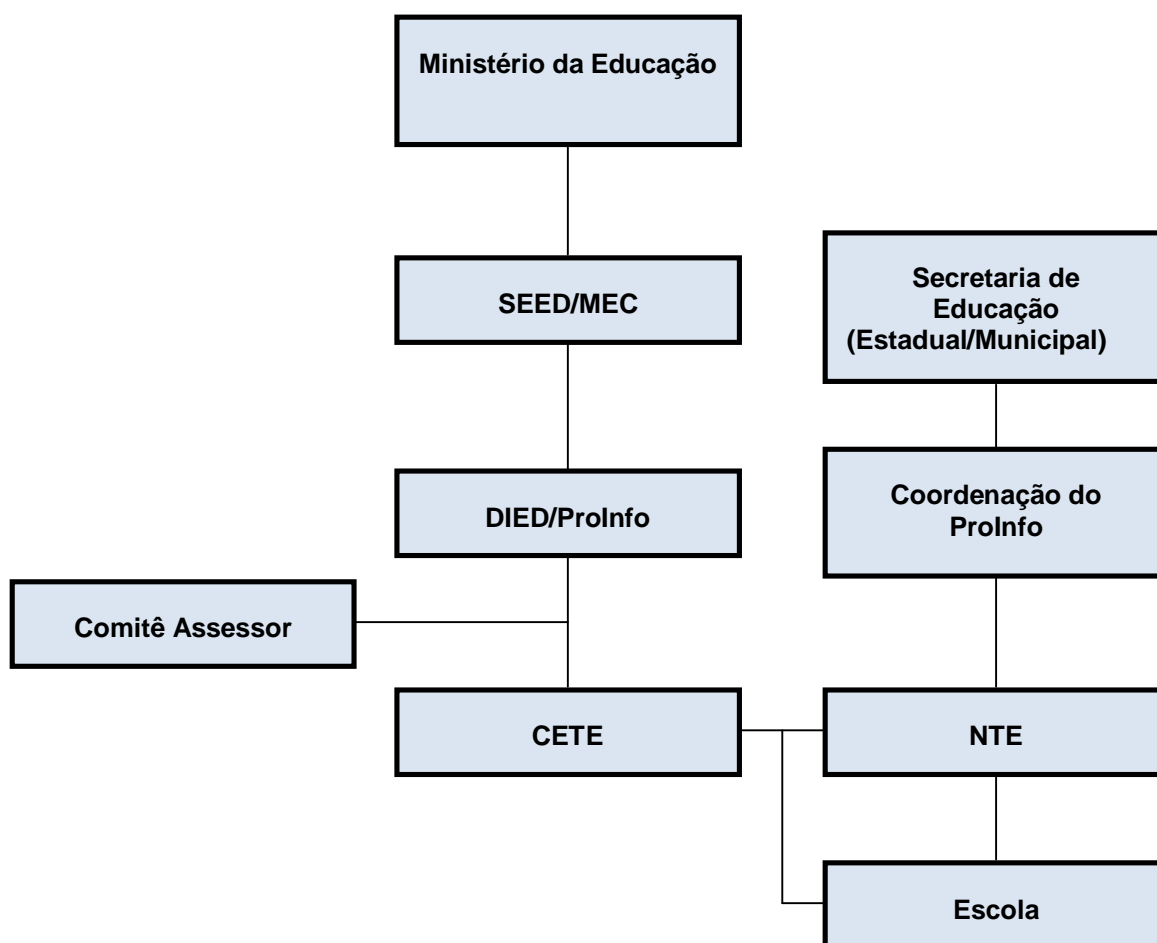 Ministério da Educação
SEED/MEC
Secretaria de
Educação
(Estadual/Municipal)
DIED/ProInfo
Coordenação do
ProInfo
Comitê Assessor
CETE
NTE
Escola